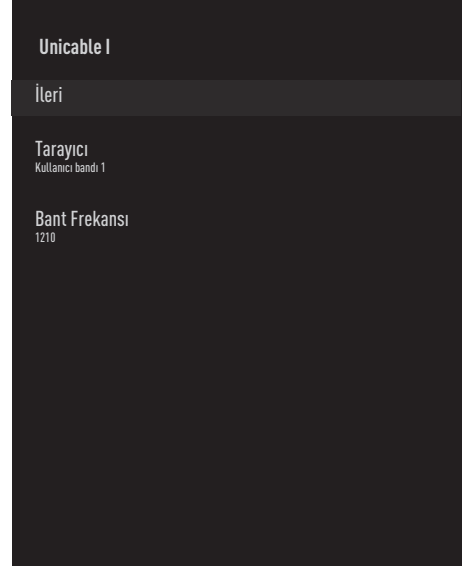 Unicable I
İleri
Tarayıcı
Kullanıcı bandı 1
Bant Frekansı
1210